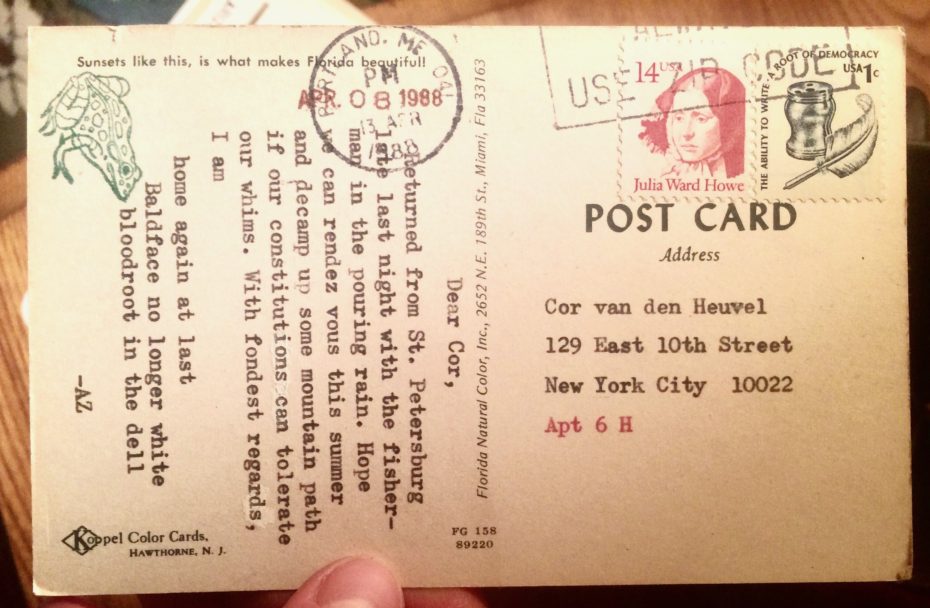 Sunsets like this, is what makes Florida beautiful!
PORTLAND, ME
PM
APR. 08 1988
13 APR
1988
USE ZIP CODE
14 USA
Julia Ward Howe
THE ABILITY TO WRITE · A ROOT OF DEMOCRACY
USA 1c
POST CARD
Address
Cor van den Heuvel
129 East 10th Street
New York City 10022
Apt 6 H
Dear Cor,
Returned from St. Petersburg
late last night with the fisher-
man in the pouring rain. Hope
we can rendez vous this summer
and decamp up some mountain path
if our constitutions can tolerate
our whims. With fondest regards,
I am
home again at last
Baldface no longer white
bloodroot in the dell
-AZ
Florida Natural Color, Inc., 2652 N.E. 189th St., Miami, Fla 33163
Koppel Color Cards,
HAWTHORNE, N. J.
FG 158
89220